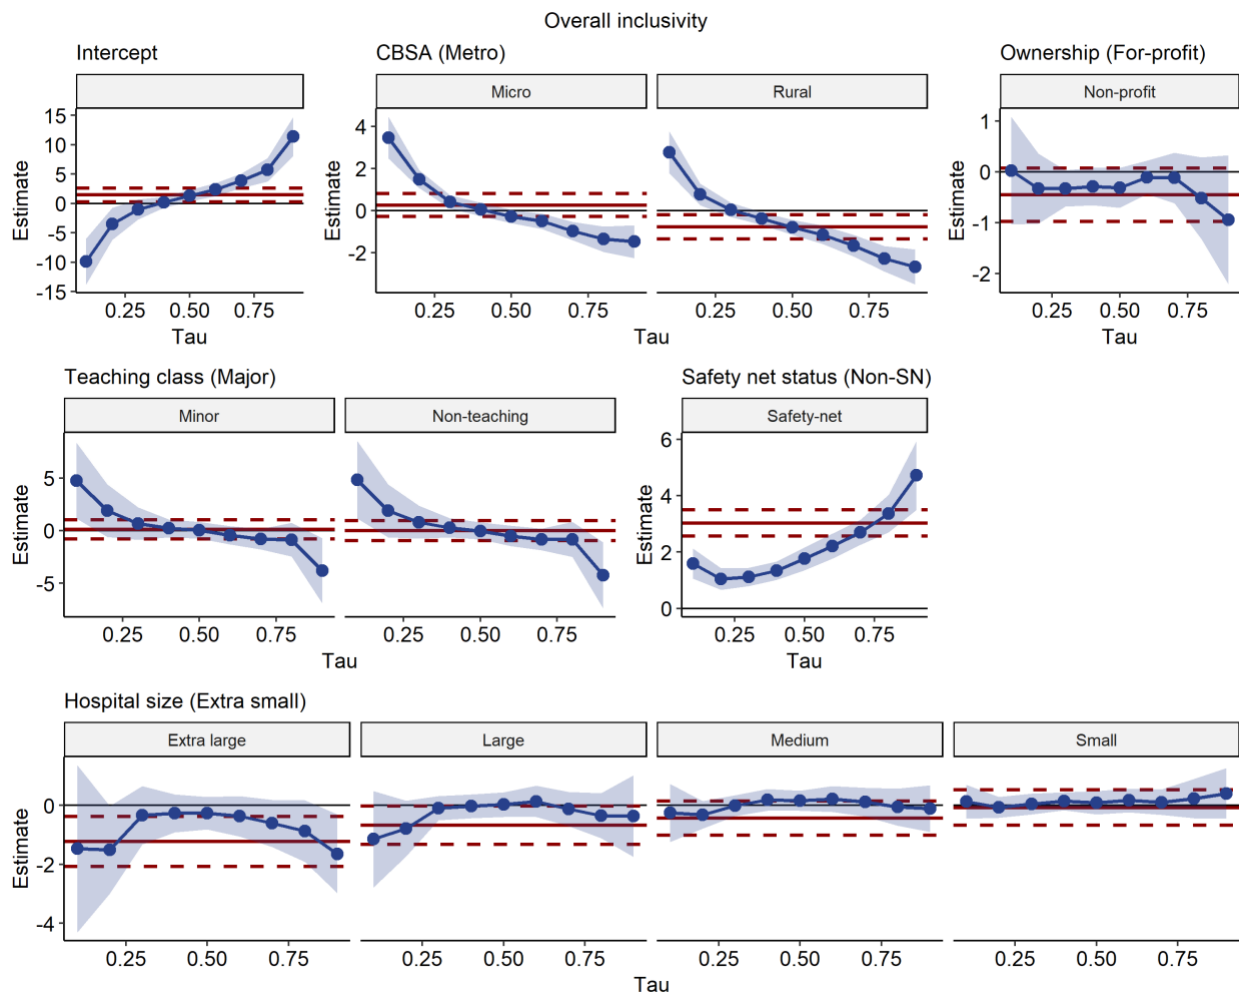 Overall inclusivity
Intercept
CBSA (Metro)
Ownership (For-profit)
Micro
Rural
Non-profit
Estimate
15
10
5
0
-5
-10
-15
0.25 0.50 0.75
Tau
Estimate
4
2
0
-2
0.25 0.50 0.75
0.25 0.50 0.75
Tau
Estimate
1
0
-1
-2
0.25 0.50 0.75
Tau
Teaching class (Major)
Safety net status (Non-SN)
Minor
Non-teaching
Safety-net
Estimate
5
0
-5
0.25 0.50 0.75
0.25 0.50 0.75
Tau
Estimate
6
4
2
0
0.25 0.50 0.75
Tau
Hospital size (Extra small)
Extra large
Large
Medium
Small
Estimate
0
-2
-4
0.25 0.50 0.75
0.25 0.50 0.75
0.25 0.50 0.75
0.25 0.50 0.75
Tau